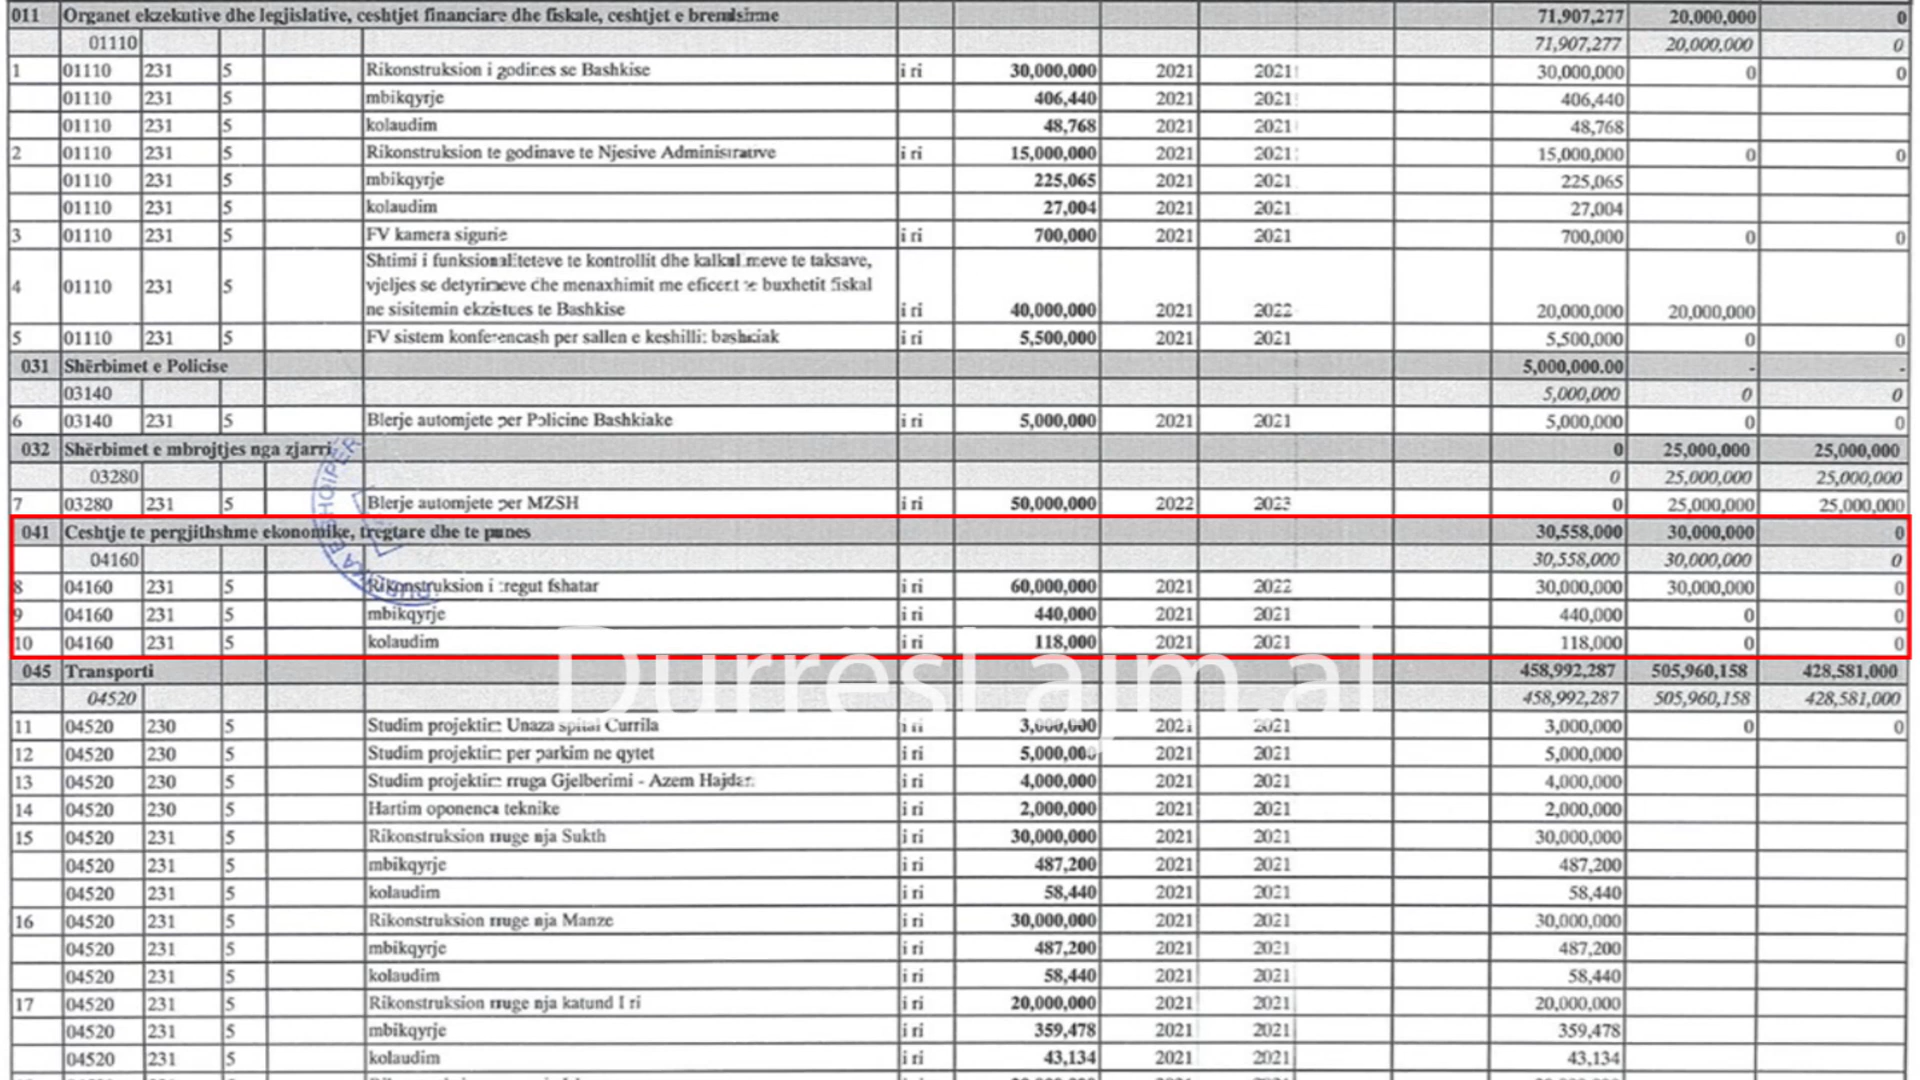 011 Organet ekzekutive dhe legjislative, ceshtjet financiare dhe fiskale, ceshtjet e brendshme 71,907,277 20,000,000 0
01110 71,907,277 20,000,000 0
1 01110 231 5 Rikonstruksion i godines se Bashkise i ri 30,000,000 2021 2021 30,000,000 0 0
01110 231 5 mbikqyrje 406,440 2021 2021 406,440
01110 231 5 kolaudim 48,768 2021 2021 48,768
2 01110 231 5 Rikonstruksion te godinave te Njesive Administrative i ri 15,000,000 2021 2021 15,000,000 0 0
01110 231 5 mbikqyrje 225,065 2021 2021 225,065
01110 231 5 kolaudim 27,004 2021 2021 27,004
3 01110 231 5 FV kamera sigurie i ri 700,000 2021 2021 700,000 0 0
Shtimi i funksionaliteteve te kontrollit dhe kalkulimeve te taksave,
4 01110 231 5 vjeljes se detyrimeve dhe menaxhimit me eficent te buxhetit fiskal
ne sisitemin ekzistues te Bashkise i ri 40,000,000 2021 2022 20,000,000 20,000,000
5 01110 231 5 FV sistem konferencash per sallen e keshillit bashkiak i ri 5,500,000 2021 2021 5,500,000 0 0
031 Shërbimet e Policise 5,000,000.00 - -
03140 5,000,000 0 0
6 03140 231 5 Blerje automjete per Policine Bashkiake i ri 5,000,000 2021 2021 5,000,000 0 0
032 Shërbimet e mbrojtjes nga zjarri 0 25,000,000 25,000,000
03280 0 25,000,000 25,000,000
7 03280 231 5 Blerje automjete per MZSH i ri 50,000,000 2022 2023 0 25,000,000 25,000,000
041 Ceshtje te pergjithshme ekonomike, tregtare dhe te punes 30,558,000 30,000,000 0
04160 30,558,000 30,000,000 0
8 04160 231 5 Rikonstruksion i tregut fshatar i ri 60,000,000 2021 2022 30,000,000 30,000,000 0
9 04160 231 5 mbikqyrje i ri 440,000 2021 2021 440,000 0 0
10 04160 231 5 kolaudim i ri 118,000 2021 2021 118,000 0 0
DurresLajm.al
045 Transporti 458,992,287 505,960,158 428,581,000
04520 458,992,287 505,960,158 428,581,000
11 04520 230 5 Studim projektim Unaza spital Currila i ri 3,000,000 2021 2021 3,000,000 0 0
12 04520 230 5 Studim projektim per parkim ne qytet i ri 5,000,000 2021 2021 5,000,000
13 04520 230 5 Studim projektim rruga Gjelberimi - Azem Hajdari i ri 4,000,000 2021 2021 4,000,000
14 04520 230 5 Hartim oponenca teknike i ri 2,000,000 2021 2021 2,000,000
15 04520 231 5 Rikonstruksion rruge nja Sukth i ri 30,000,000 2021 2021 30,000,000
04520 231 5 mbikqyrje i ri 487,200 2021 2021 487,200
04520 231 5 kolaudim i ri 58,440 2021 2021 58,440
16 04520 231 5 Rikonstruksion rruge nja Manze i ri 30,000,000 2021 2021 30,000,000
04520 231 5 mbikqyrje i ri 487,200 2021 2021 487,200
04520 231 5 kolaudim i ri 58,440 2021 2021 58,440
17 04520 231 5 Rikonstruksion rruge nja katund I ri i ri 20,000,000 2021 2021 20,000,000
04520 231 5 mbikqyrje i ri 359,478 2021 2021 359,478
04520 231 5 kolaudim i ri 43,134 2021 2021 43,134